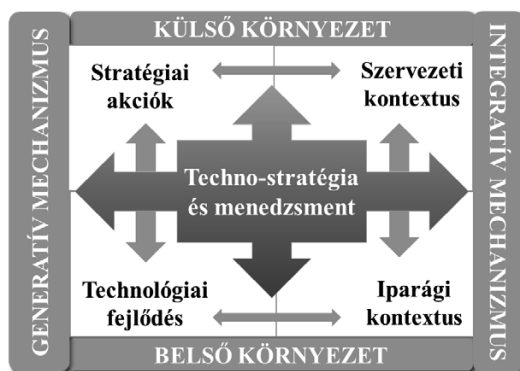 KÜLSŐ KÖRNYEZET
GENERATÍV MECHANIZMUS
Stratégiai
akciók
Szervezeti
kontextus
Techno-stratégia
és menedzsment
Technológiai
fejlődés
Iparági
kontextus
INTEGRATÍV MECHANIZMUS
BELSŐ KÖRNYEZET